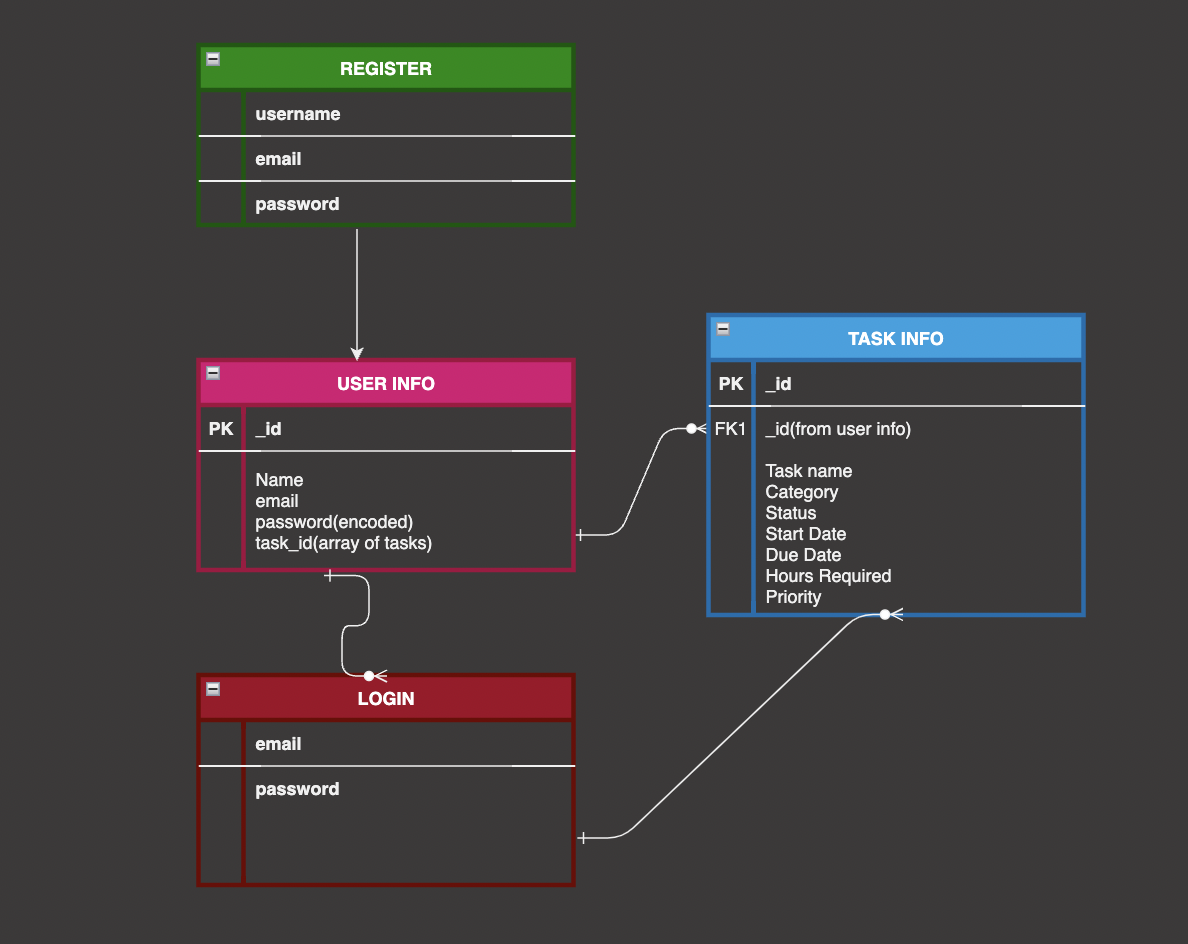 REGISTER
username
email
password
USER INFO
PK _id
Name
email
password(encoded)
task_id(array of tasks)
TASK INFO
PK _id
FK1 _id(from user info)
Task name
Category
Status
Start Date
Due Date
Hours Required
Priority
LOGIN
email
password